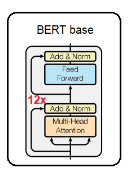 BERT base
Add & Norm
Feed
Forward
12x
Add & Norm
Multi-Head
Attention